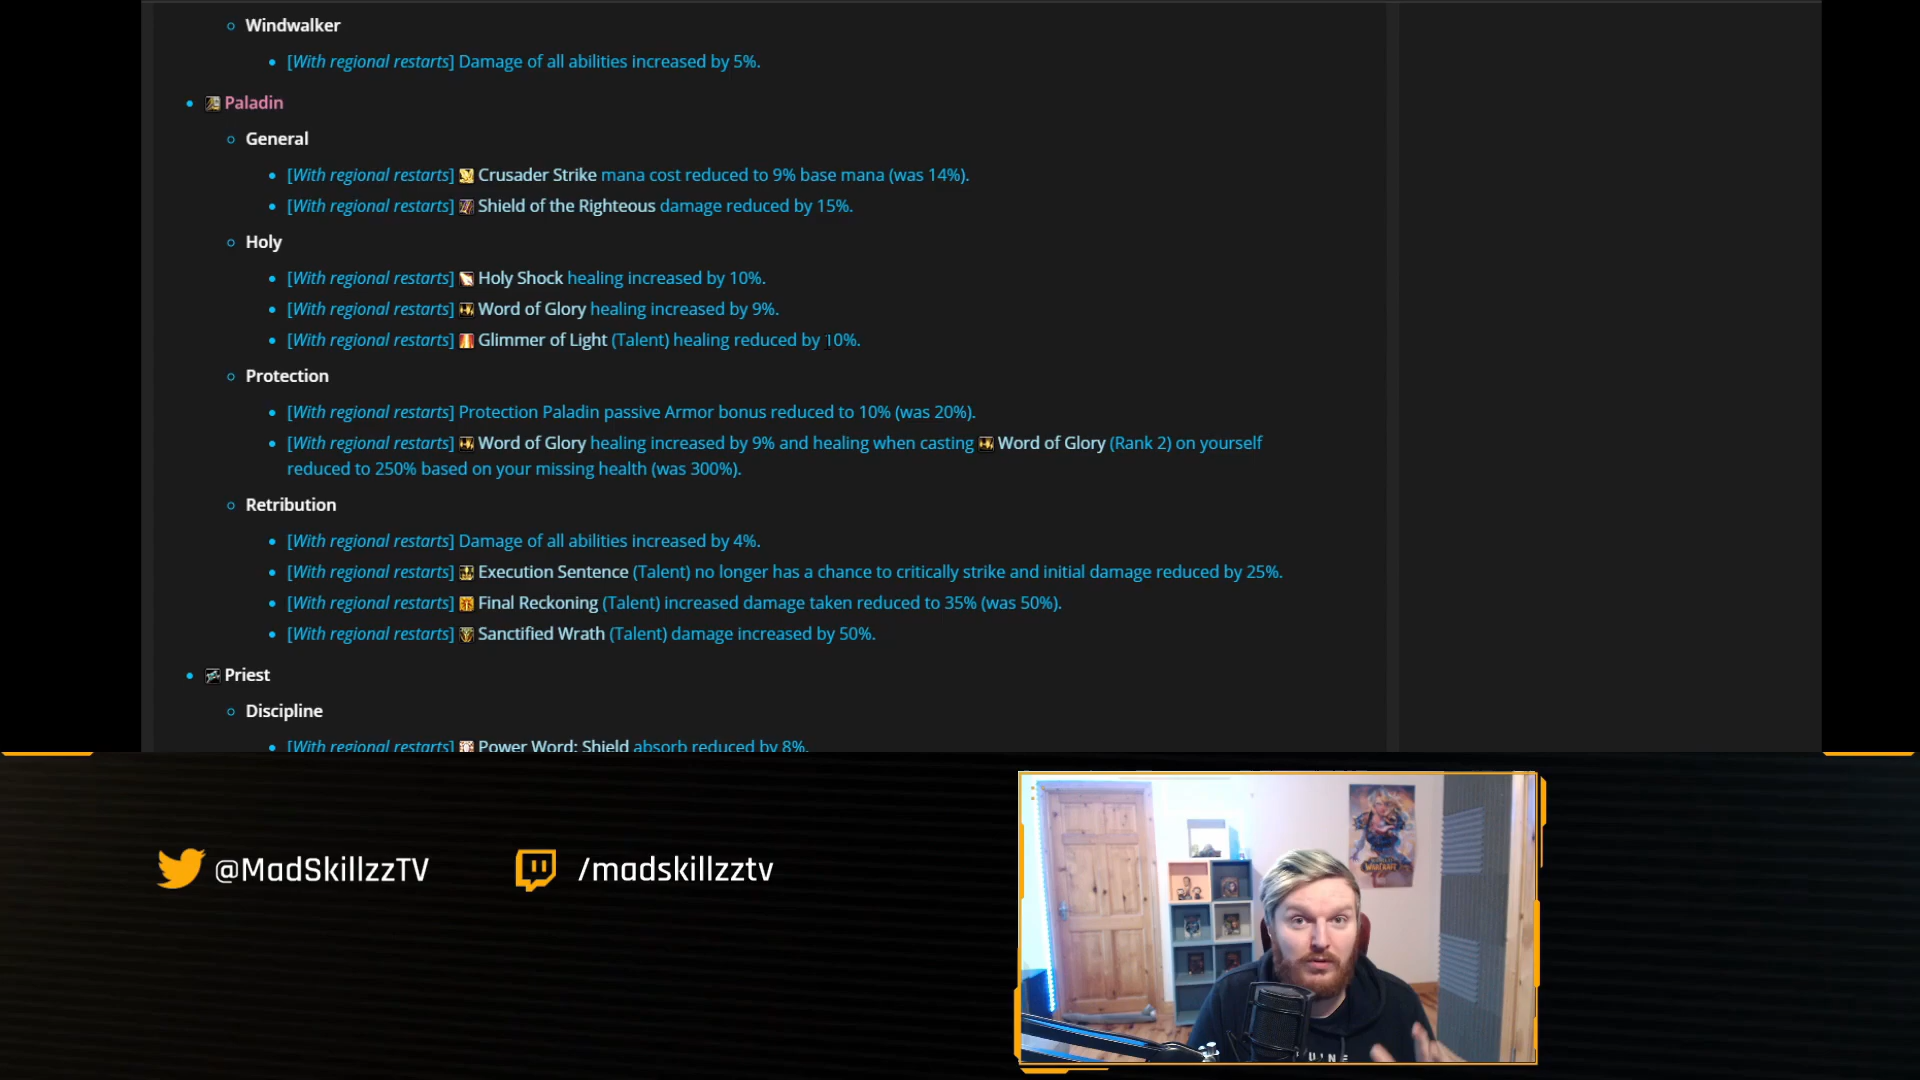 Windwalker
[With regional restarts] Damage of all abilities increased by 5%.
Paladin
General
[With regional restarts] Crusader Strike mana cost reduced to 9% base mana (was 14%).
[With regional restarts] Shield of the Righteous damage reduced by 15%.
Holy
[With regional restarts] Holy Shock healing increased by 10%.
[With regional restarts] Word of Glory healing increased by 9%.
[With regional restarts] Glimmer of Light (Talent) healing reduced by 10%.
Protection
[With regional restarts] Protection Paladin passive Armor bonus reduced to 10% (was 20%).
[With regional restarts] Word of Glory healing increased by 9% and healing when casting Word of Glory (Rank 2) on yourself
reduced to 250% based on your missing health (was 300%).
Retribution
[With regional restarts] Damage of all abilities increased by 4%.
[With regional restarts] Execution Sentence (Talent) no longer has a chance to critically strike and initial damage reduced by 25%.
[With regional restarts] Final Reckoning (Talent) increased damage taken reduced to 35% (was 50%).
[With regional restarts] Sanctified Wrath (Talent) damage increased by 50%.
Priest
Discipline
[With regional restarts] Power Word: Shield absorb reduced by 8%.
@MadSkillzzTV
/madskillzztv
WARCRAFT